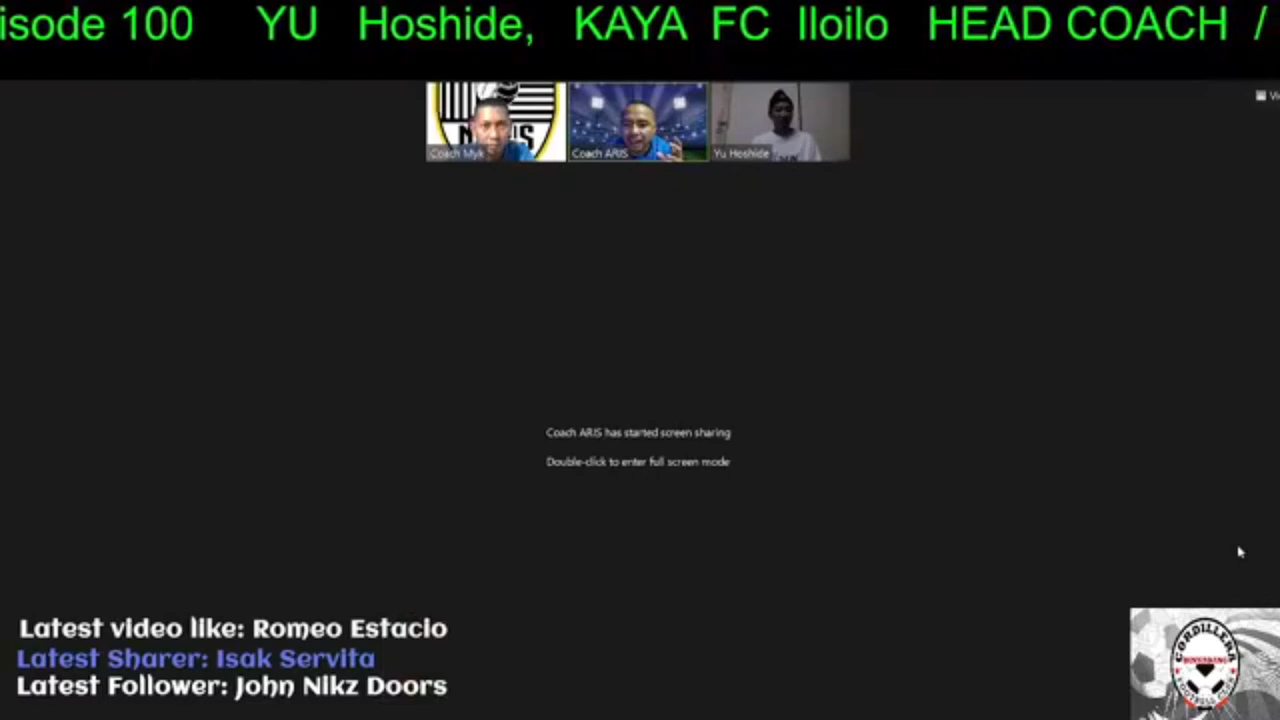 isode 100 YU Hoshide, KAYA FC Iloilo HEAD COACH /
Coach Myk
Coach ARIS
Yu Hoshide
Coach ARIS has started screen sharing
Double-click to enter full screen mode
Latest video like: Romeo Estacio
Latest Sharer: Isak Servita
Latest Follower: John Nikz Doors
CORDILLERA